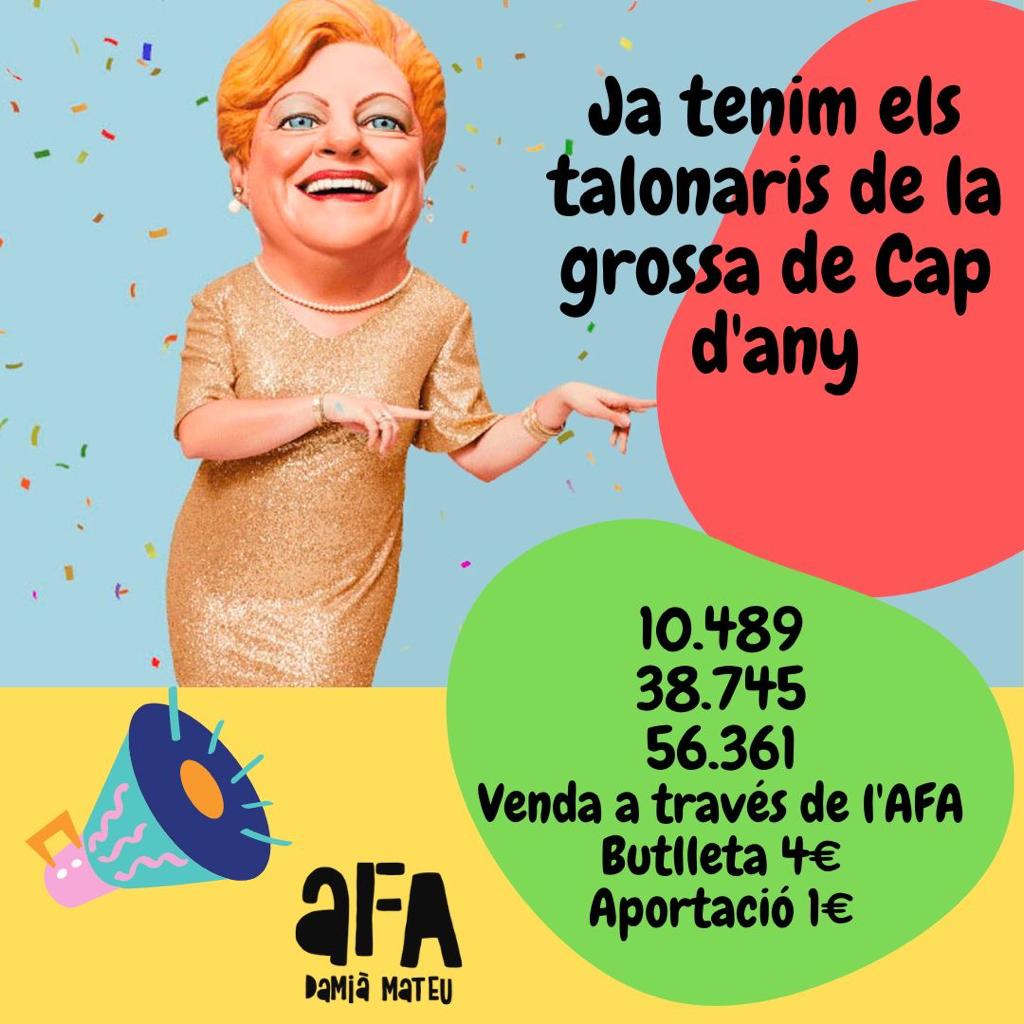 Ja tenim els
talonaris de la
grossa de Cap
d'any
10.489
38.745
56.361
Venda a través de l'AFA
Butlleta 4€
Aportació 1€
aFA
DaMià MaTEU